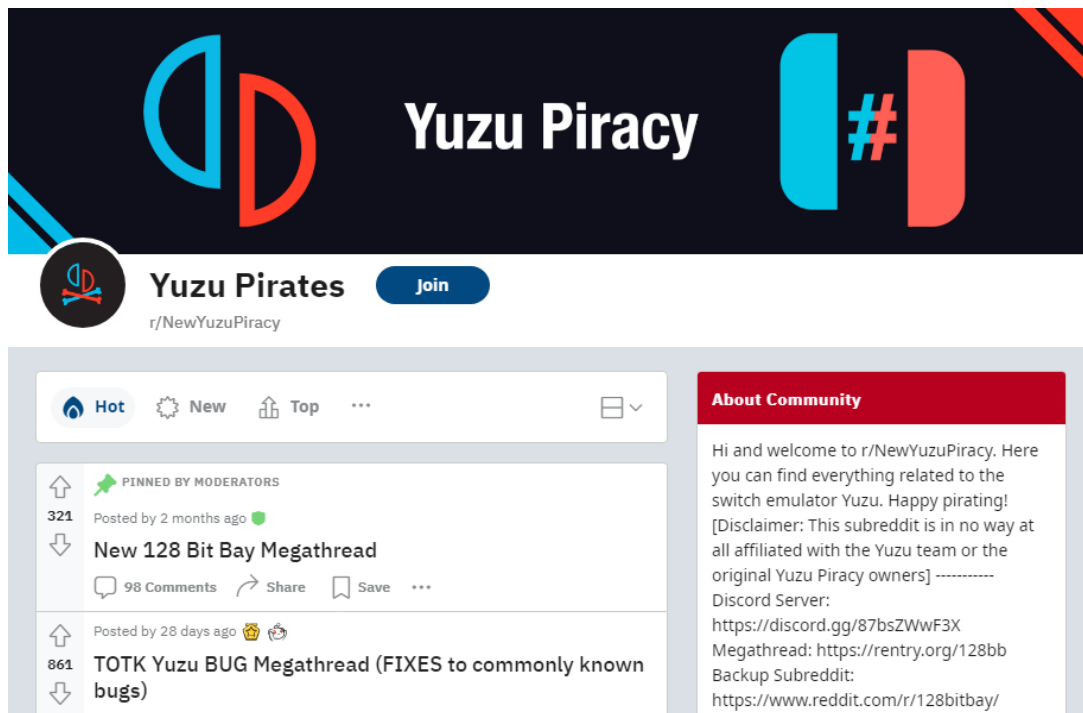 Yuzu Piracy
#
Yuzu Pirates
Join
r/NewYuzuPiracy
Hot
New
Top
PINNED BY MODERATORS
321
Posted by 2 months ago
New 128 Bit Bay Megathread
98 Comments
Share
Save
Posted by 28 days ago
861
TOTK Yuzu BUG Megathread (FIXES to commonly known
bugs)
About Community
Hi and welcome to r/NewYuzuPiracy. Here
you can find everything related to the
switch emulator Yuzu. Happy pirating!
[Disclaimer: This subreddit is in no way at
all affiliated with the Yuzu team or the
original Yuzu Piracy owners] -----------
Discord Server:
https://discord.gg/87bsZWwF3X
Megathread: https://rentry.org/128bb
Backup Subreddit:
https://www.reddit.com/r/128bitbay/